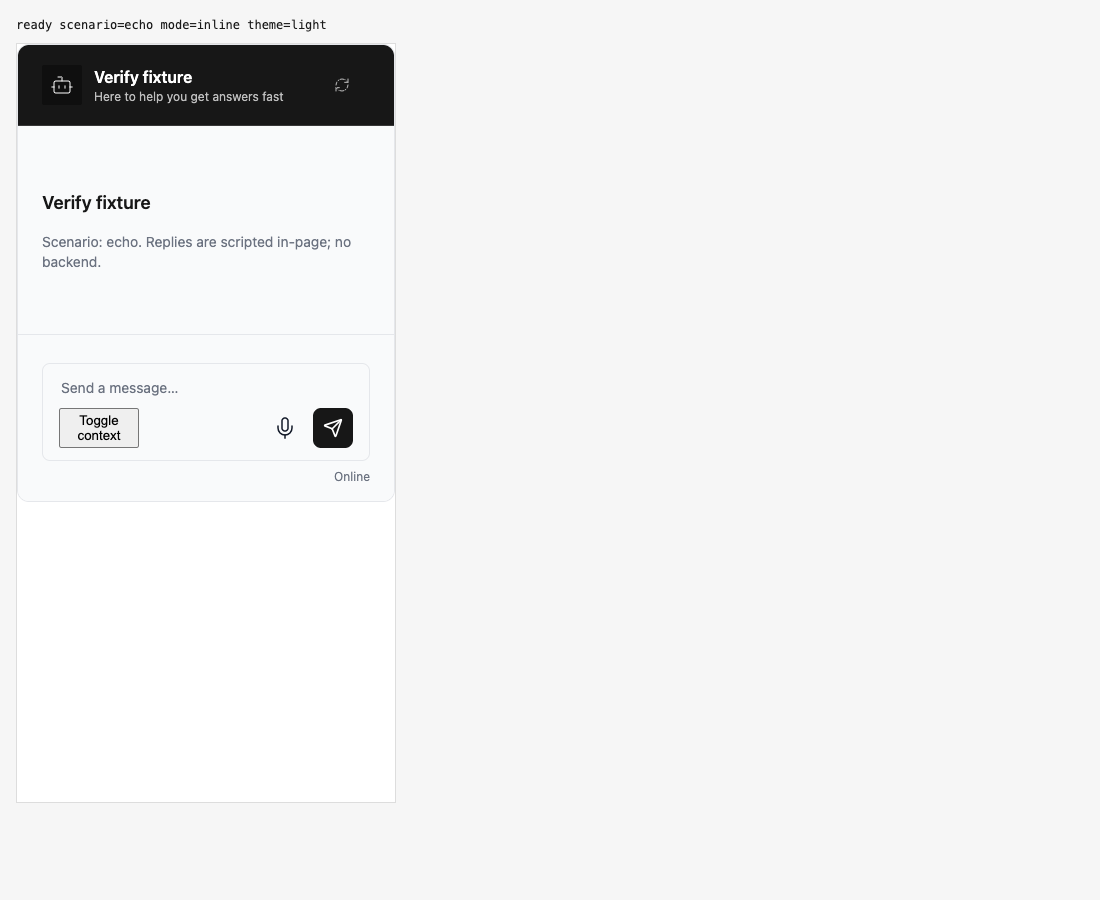 ready scenario=echo mode=inline theme=light
Verify fixture
Here to help you get answers fast
Verify fixture
Scenario: echo. Replies are scripted in-page; no
backend.
Send a message...
Toggle
context
Online